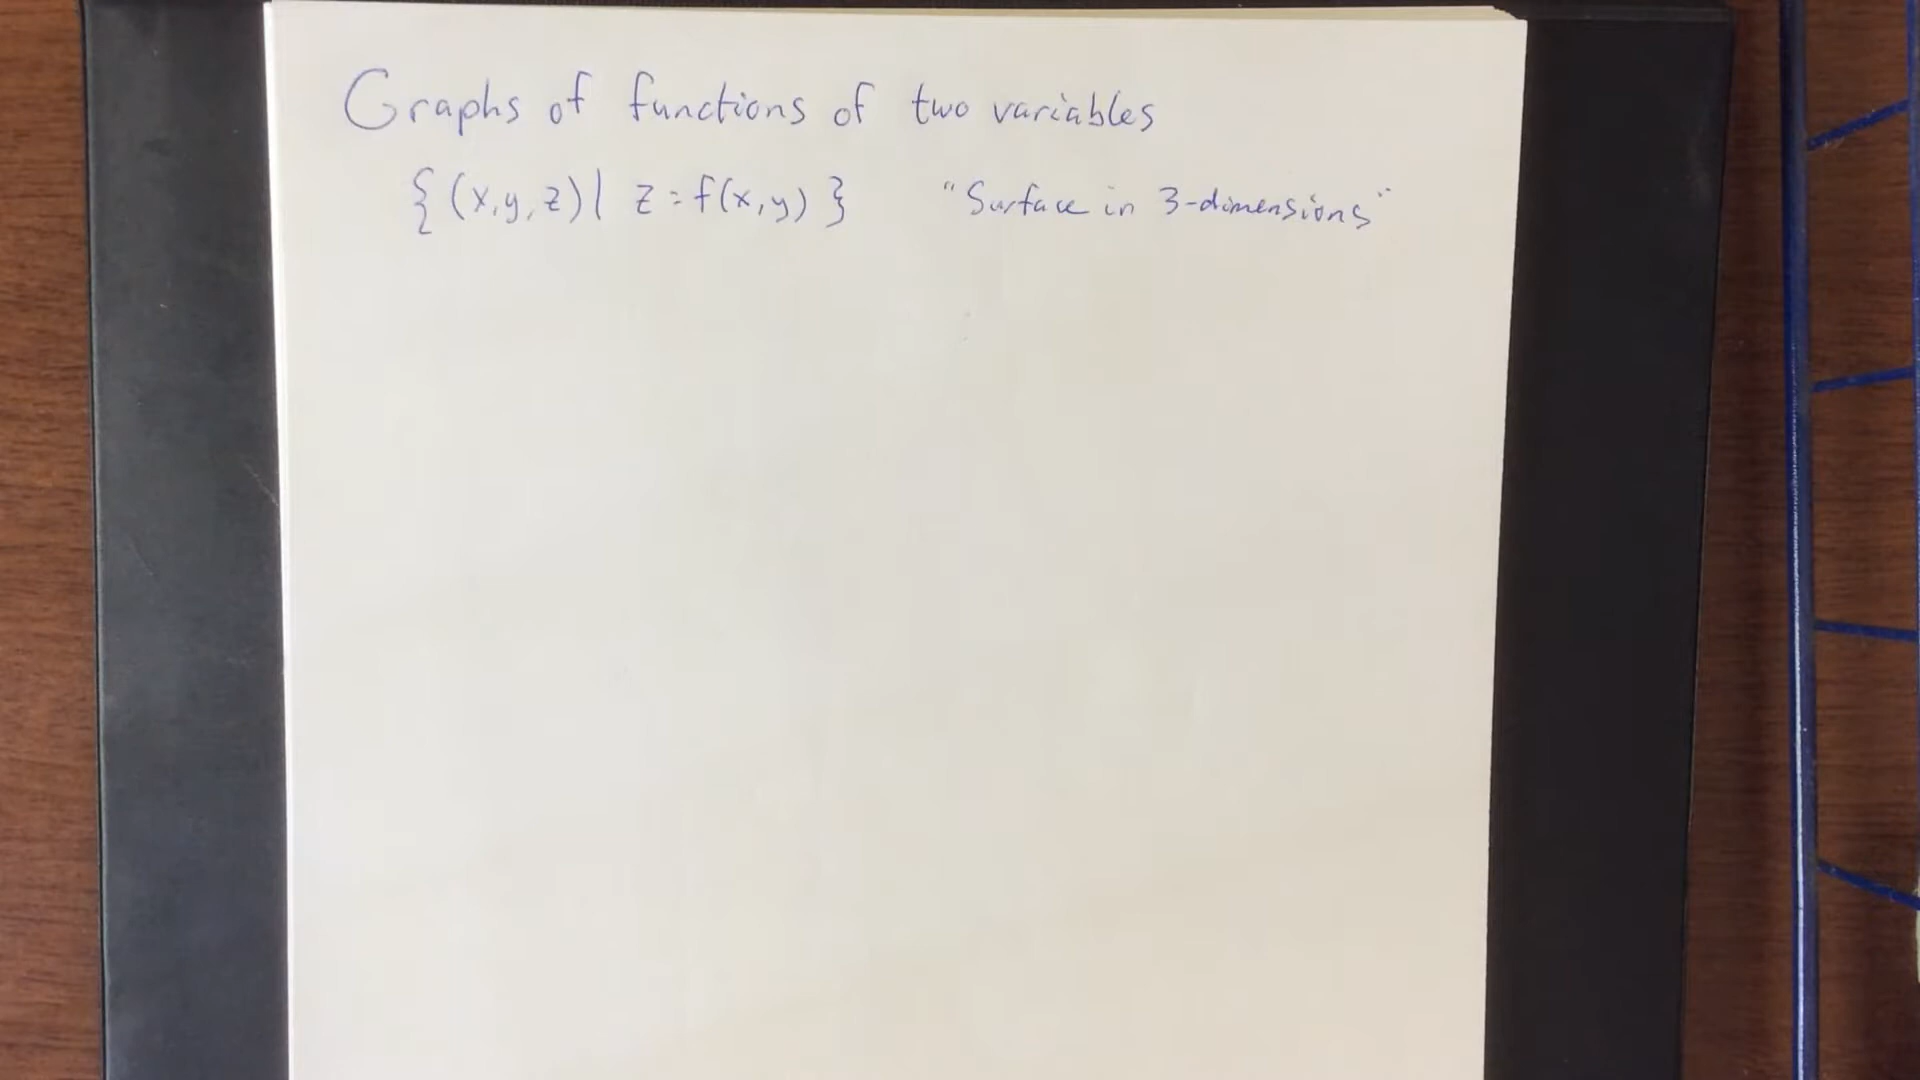 Graphs of functions of two variables
{ (x,y,z) | z = f(x,y) } "Surface in 3-dimensions"